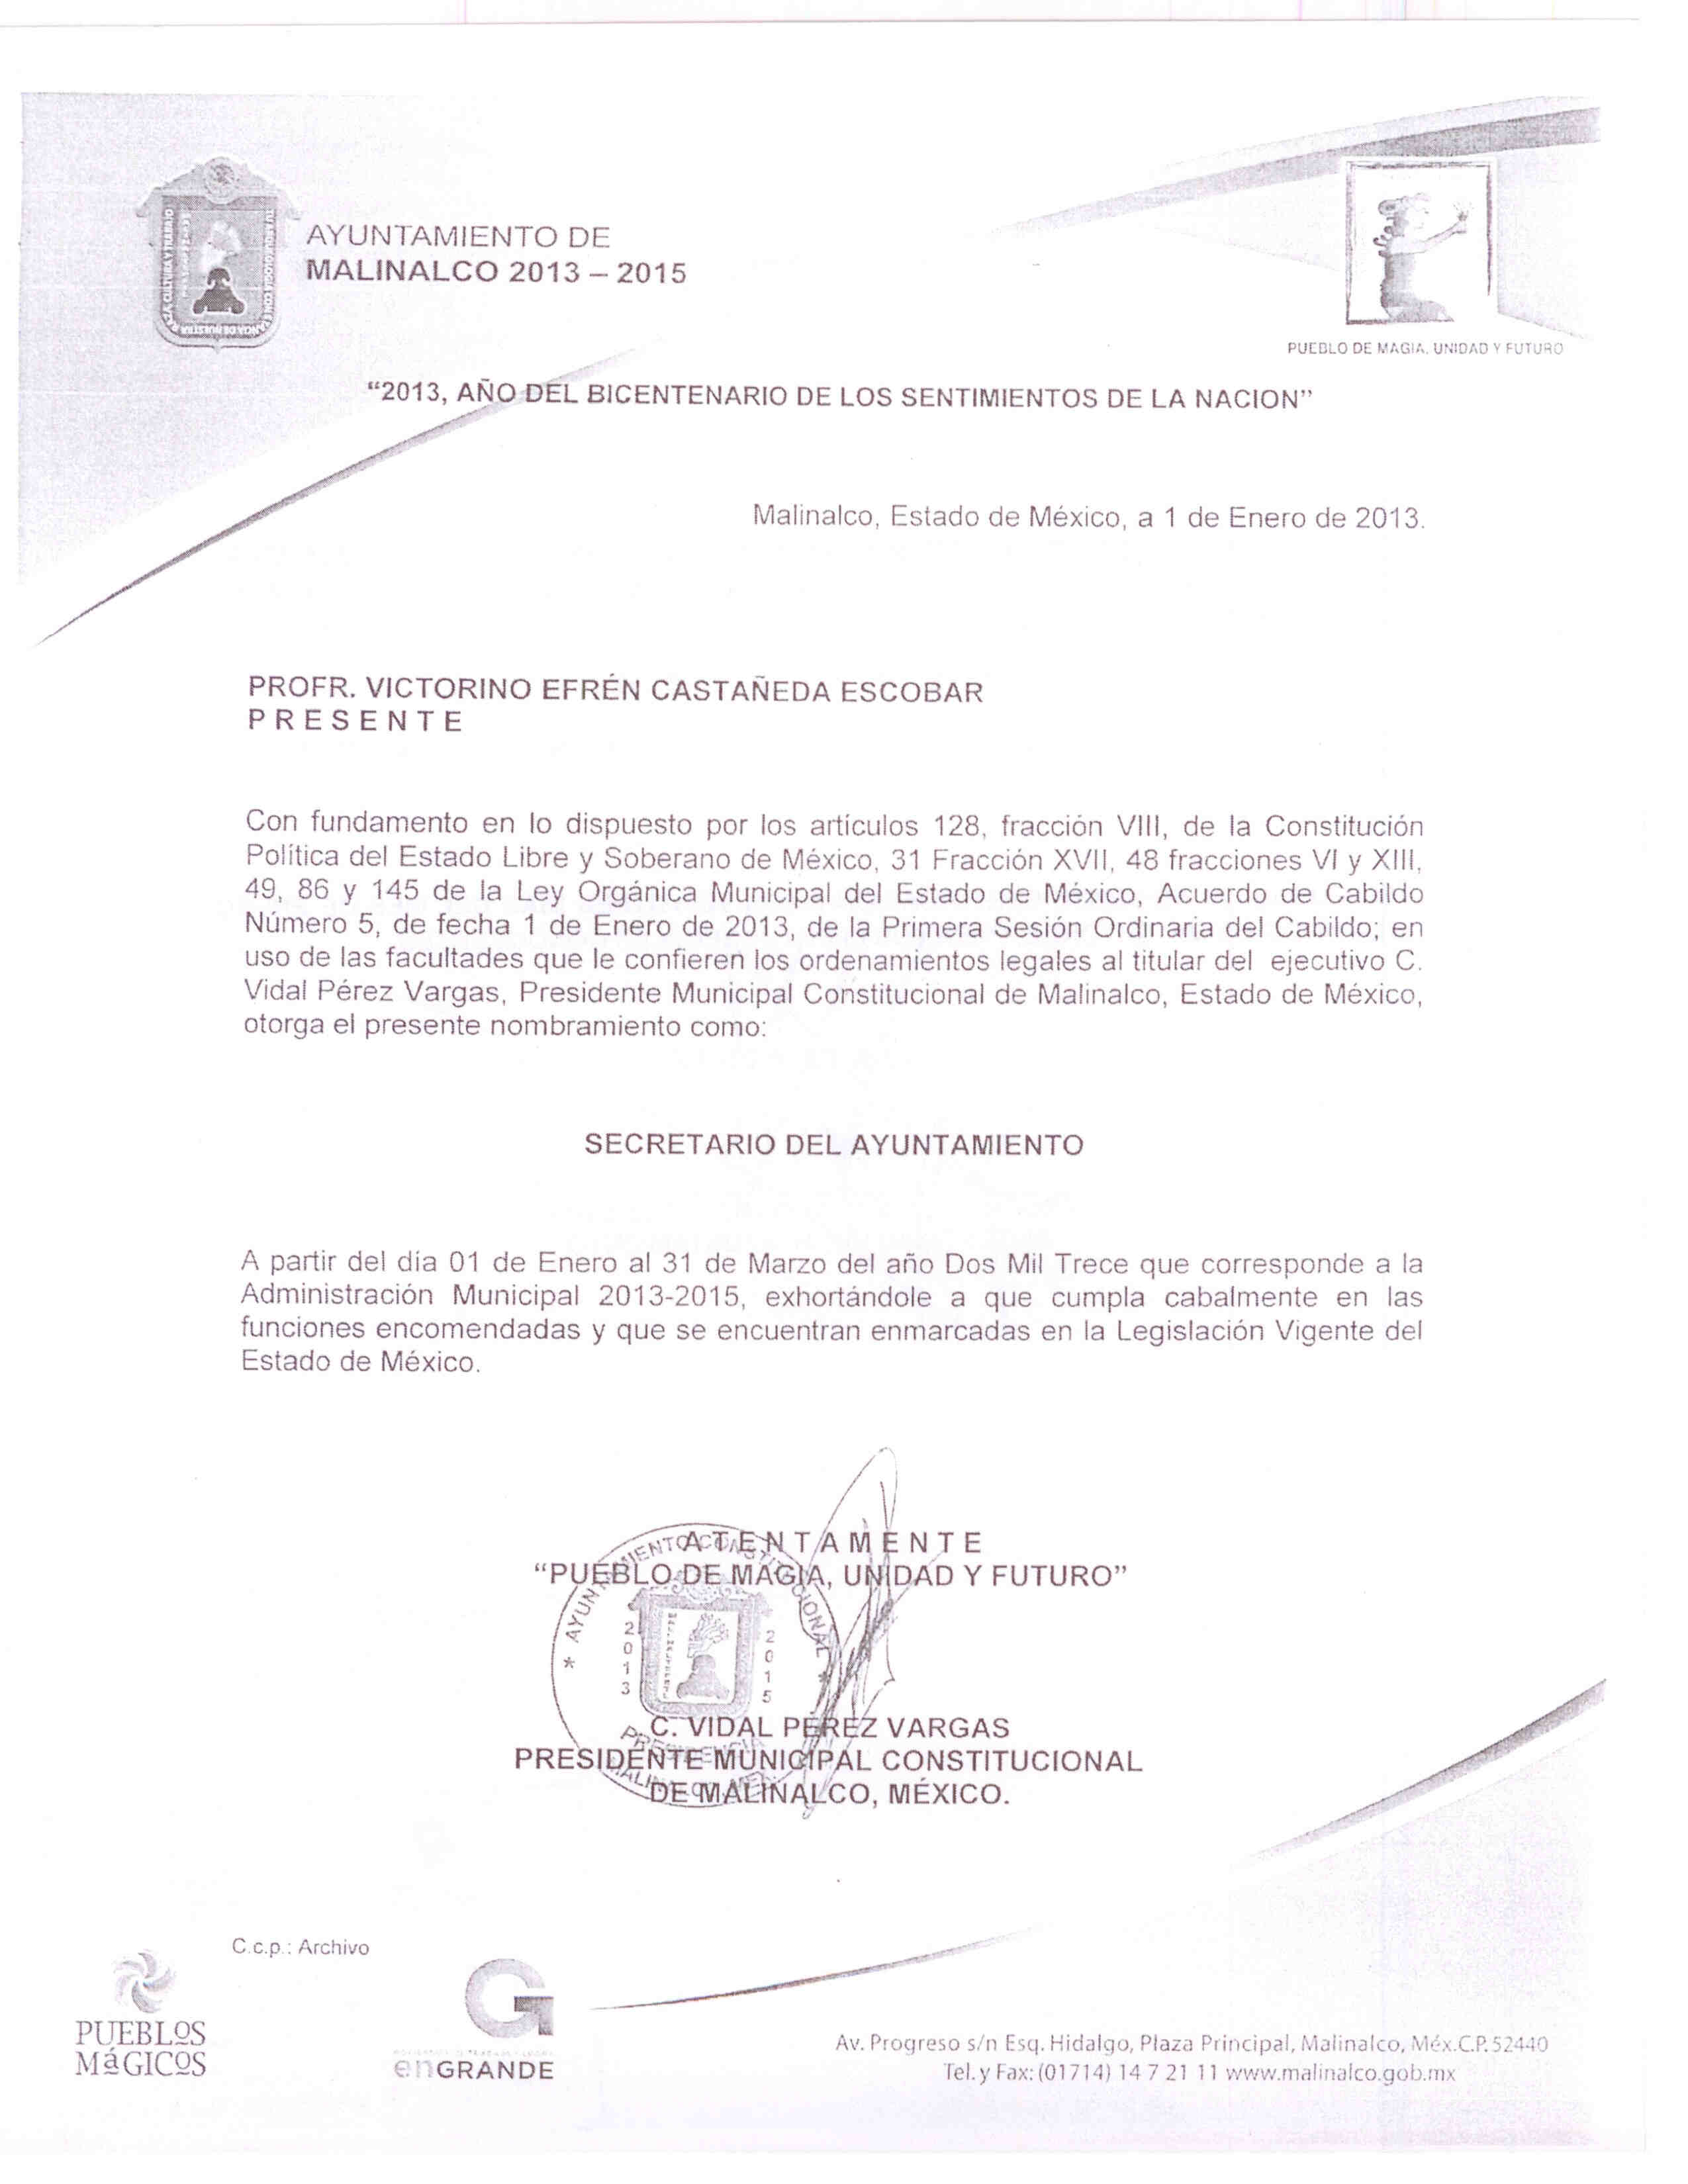 AYUNTAMIENTO DE
MALINALCO 2013 – 2015
PUEBLO DE MAGIA, UNIDAD Y FUTURO
“2013, AÑO DEL BICENTENARIO DE LOS SENTIMIENTOS DE LA NACION”
Malinalco, Estado de México, a 1 de Enero de 2013.
PROFR. VICTORINO EFRÉN CASTAÑEDA ESCOBAR
P R E S E N T E
Con fundamento en lo dispuesto por los artículos 128, fracción VIII, de la Constitución
Política del Estado Libre y Soberano de México, 31 Fracción XVII, 48 fracciones VI y XIII,
49, 86 y 145 de la Ley Orgánica Municipal del Estado de México, Acuerdo de Cabildo
Número 5, de fecha 1 de Enero de 2013, de la Primera Sesión Ordinaria del Cabildo; en
uso de las facultades que le confieren los ordenamientos legales al titular del ejecutivo C.
Vidal Pérez Vargas, Presidente Municipal Constitucional de Malinalco, Estado de México,
otorga el presente nombramiento como:
SECRETARIO DEL AYUNTAMIENTO
A partir del día 01 de Enero al 31 de Marzo del año Dos Mil Trece que corresponde a la
Administración Municipal 2013-2015, exhortándole a que cumpla cabalmente en las
funciones encomendadas y que se encuentran enmarcadas en la Legislación Vigente del
Estado de México.
A T E N T A M E N T E
“PUEBLO DE MAGIA, UNIDAD Y FUTURO”
* AYUNTAMIENTO CONSTITUCIONAL *
2013
2015
PRESIDENCIA
MALINALCO, MEX.
C. VIDAL PÉREZ VARGAS
PRESIDENTE MUNICIPAL CONSTITUCIONAL
DE MALINALCO, MÉXICO.
C.c.p.: Archivo
PUEBLOS
MáGICOS
G
enGRANDE
Av. Progreso s/n Esq. Hidalgo, Plaza Principal, Malinalco, Méx.C.P. 52440
Tel. y Fax: (01714) 14 7 21 11 www.malinalco.gob.mx